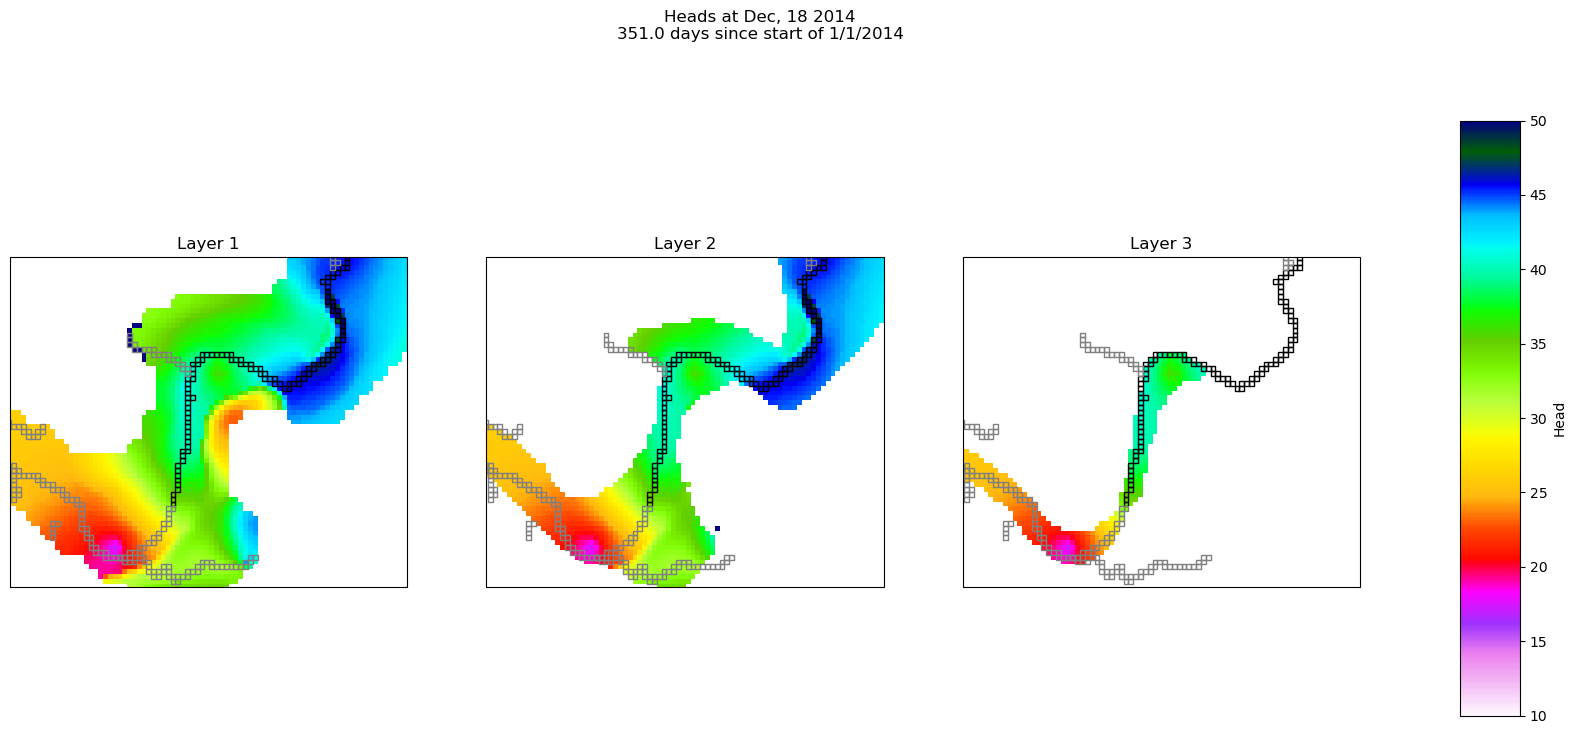 Heads at Dec, 18 2014
351.0 days since start of 1/1/2014
Layer 1
Layer 2
Layer 3
50
45
40
35
30
25
20
15
10
Head